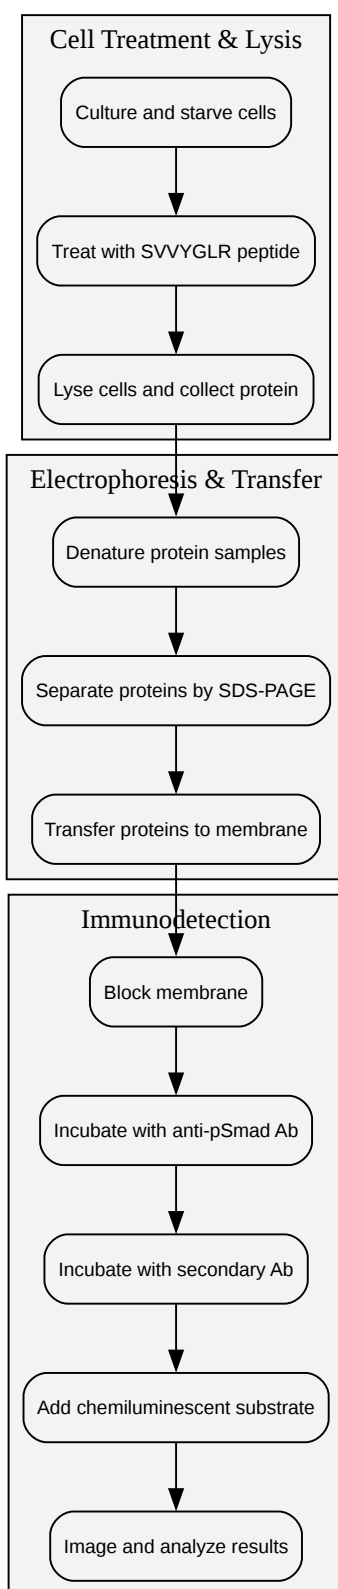 Cell Treatment & Lysis
Culture and starve cells
Treat with SVVYGLR peptide
Lyse cells and collect protein
Electrophoresis & Transfer
Denature protein samples
Separate proteins by SDS-PAGE
Transfer proteins to membrane
Immunodetection
Block membrane
Incubate with anti-pSmad Ab
Incubate with secondary Ab
Add chemiluminescent substrate
Image and analyze results